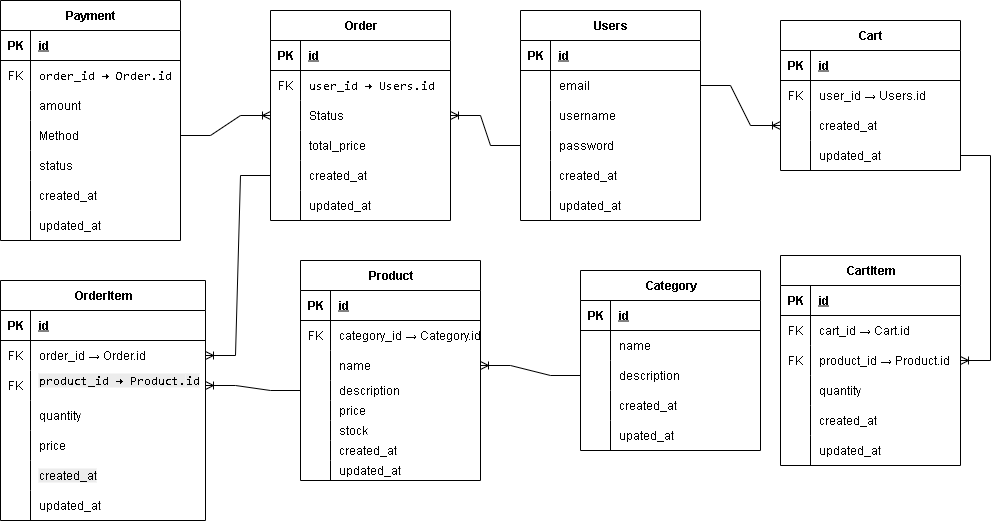 Payment
PK id
FK order_id → Order.id
amount
Method
status
created_at
updated_at
Order
PK id
FK user_id → Users.id
Status
total_price
created_at
updated_at
Users
PK id
email
username
password
created_at
updated_at
Cart
PK id
FK user_id → Users.id
created_at
updated_at
OrderItem
PK id
FK order_id → Order.id
FK product_id → Product.id
quantity
price
created_at
updated_at
Product
PK id
FK category_id → Category.id
name
description
price
stock
created_at
updated_at
Category
PK id
name
description
created_at
upated_at
CartItem
PK id
FK cart_id → Cart.id
FK product_id → Product.id
quantity
created_at
updated_at